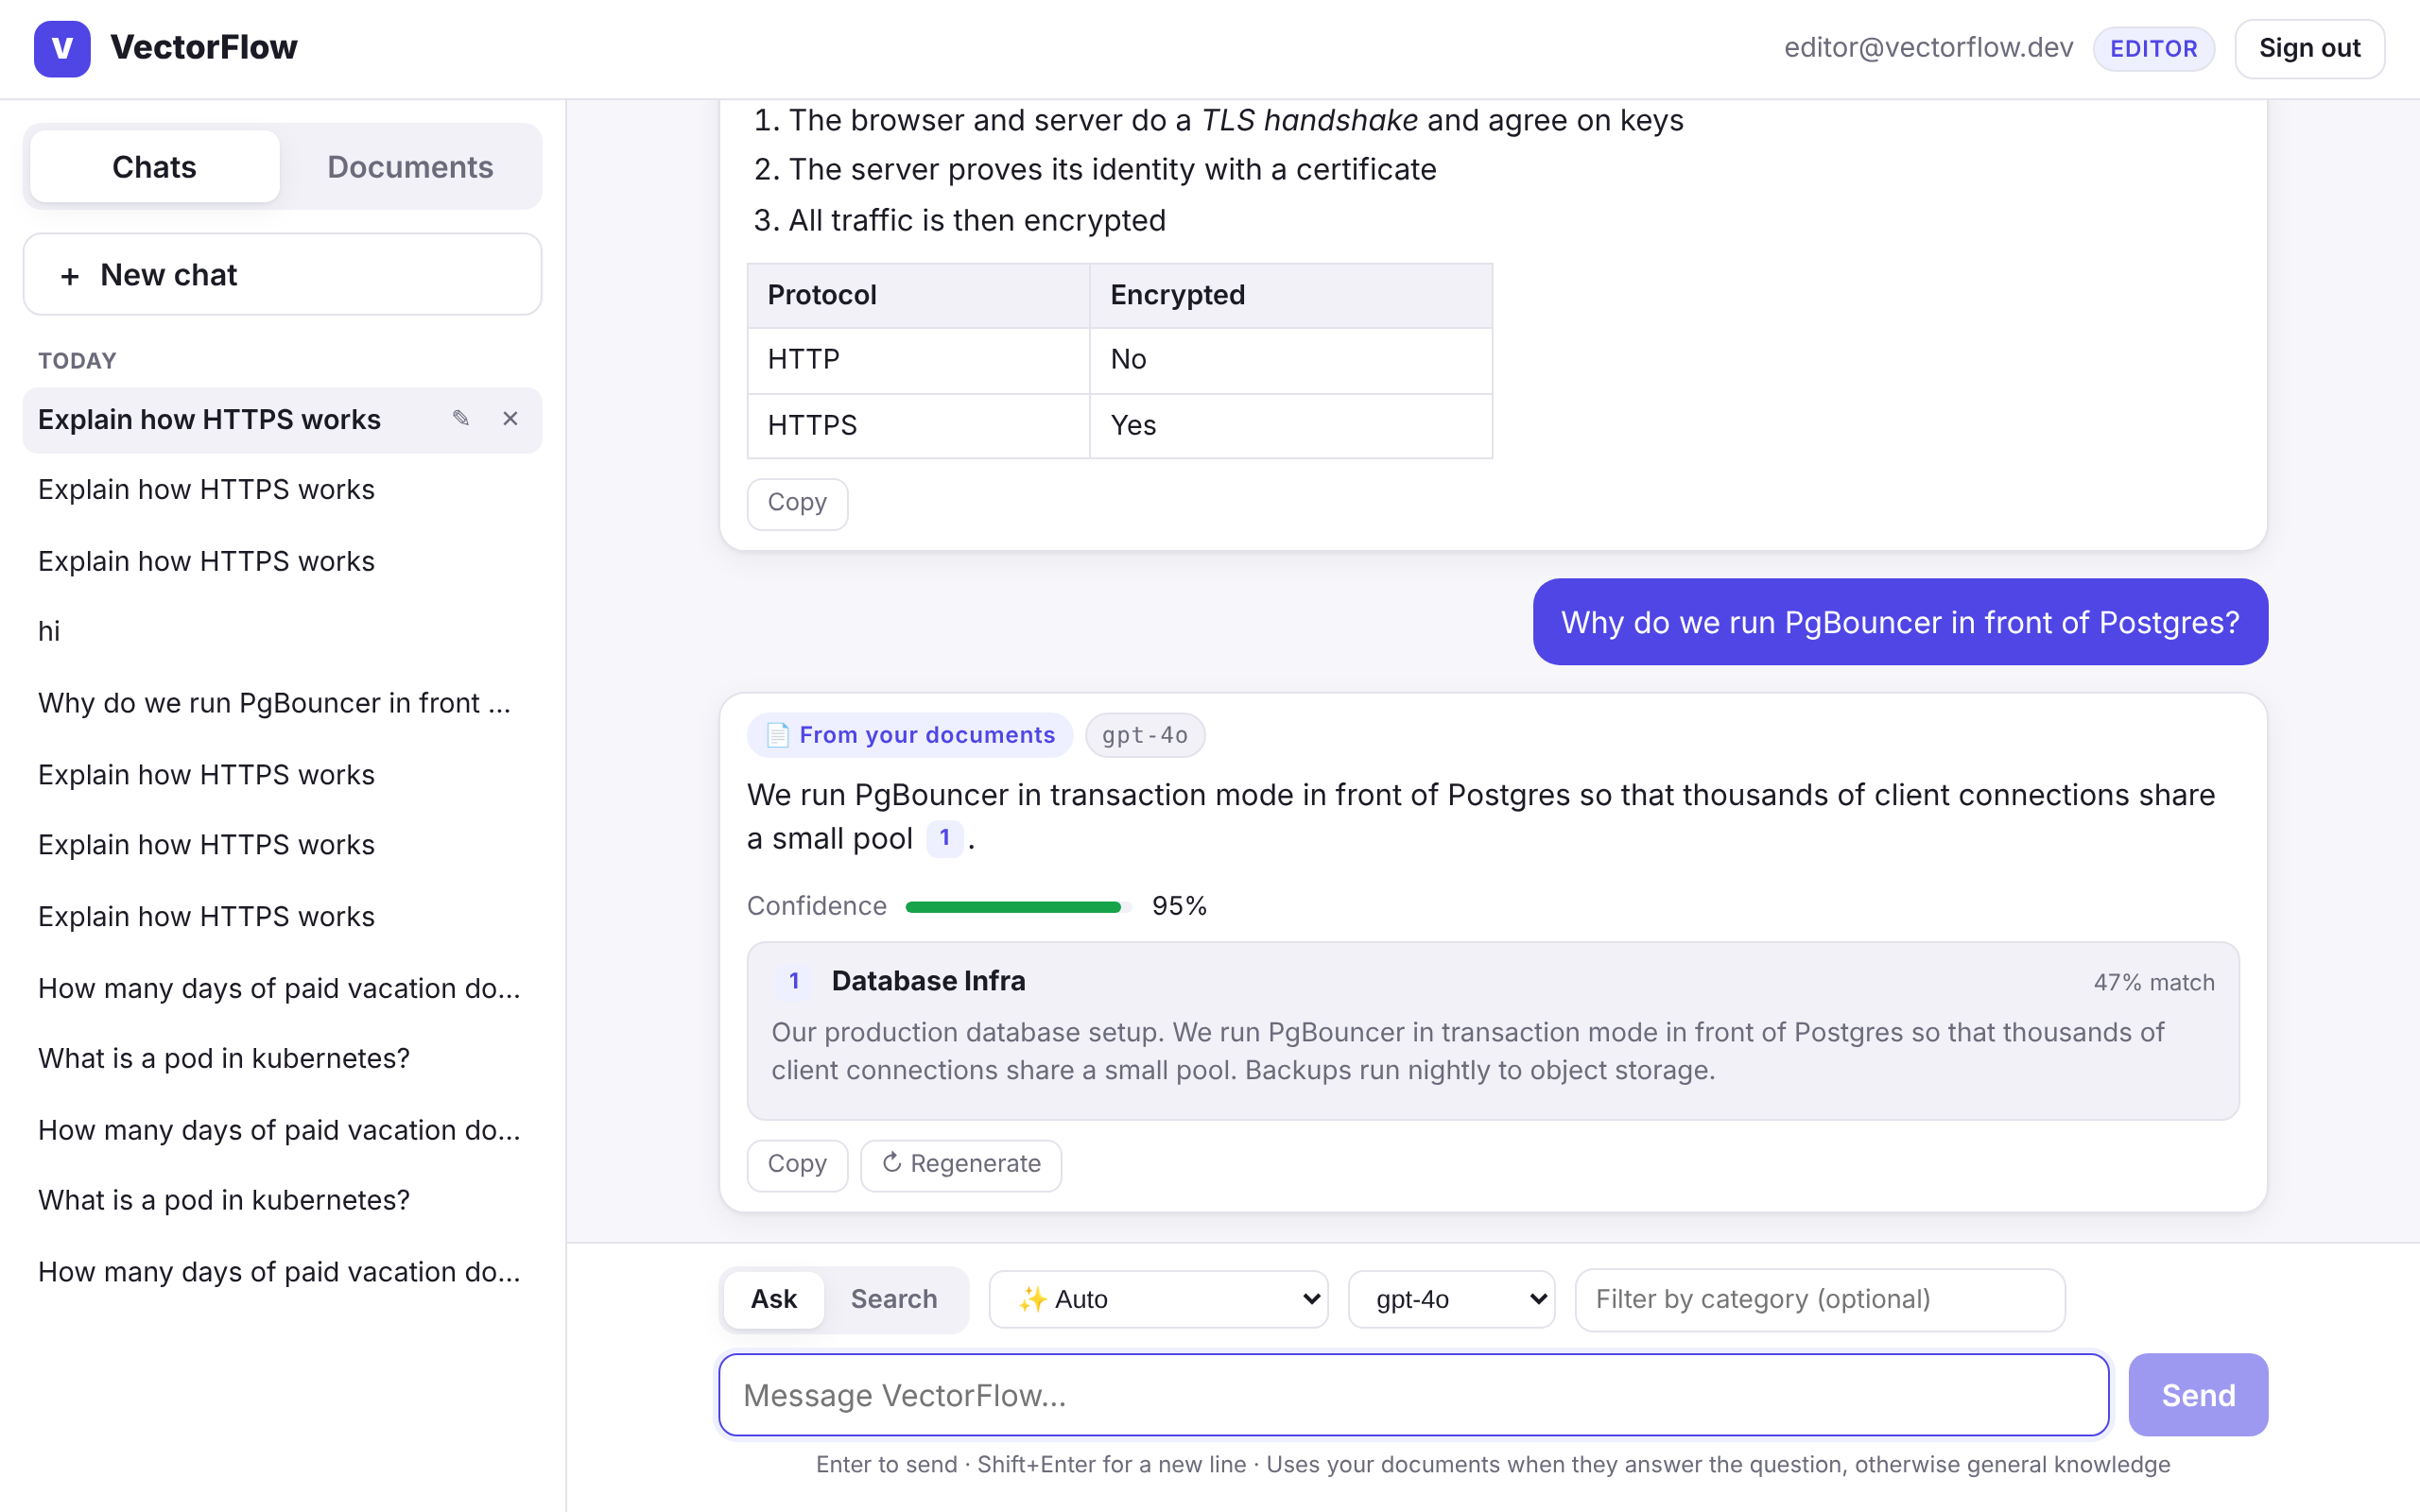 V VectorFlow
editor@vectorflow.dev EDITOR Sign out
Chats Documents
+ New chat
TODAY
Explain how HTTPS works ✎ ×
Explain how HTTPS works
Explain how HTTPS works
hi
Why do we run PgBouncer in front ...
Explain how HTTPS works
Explain how HTTPS works
Explain how HTTPS works
How many days of paid vacation do...
What is a pod in kubernetes?
How many days of paid vacation do...
What is a pod in kubernetes?
How many days of paid vacation do...
1. The browser and server do a TLS handshake and agree on keys
2. The server proves its identity with a certificate
3. All traffic is then encrypted
Protocol Encrypted
HTTP No
HTTPS Yes
Copy
Why do we run PgBouncer in front of Postgres?
📄 From your documents gpt-4o
We run PgBouncer in transaction mode in front of Postgres so that thousands of client connections share
a small pool 1 .
Confidence 95%
1 Database Infra 47% match
Our production database setup. We run PgBouncer in transaction mode in front of Postgres so that thousands of
client connections share a small pool. Backups run nightly to object storage.
Copy ↻ Regenerate
Ask Search ✨ Auto gpt-4o Filter by category (optional)
Message VectorFlow... Send
Enter to send · Shift+Enter for a new line · Uses your documents when they answer the question, otherwise general knowledge